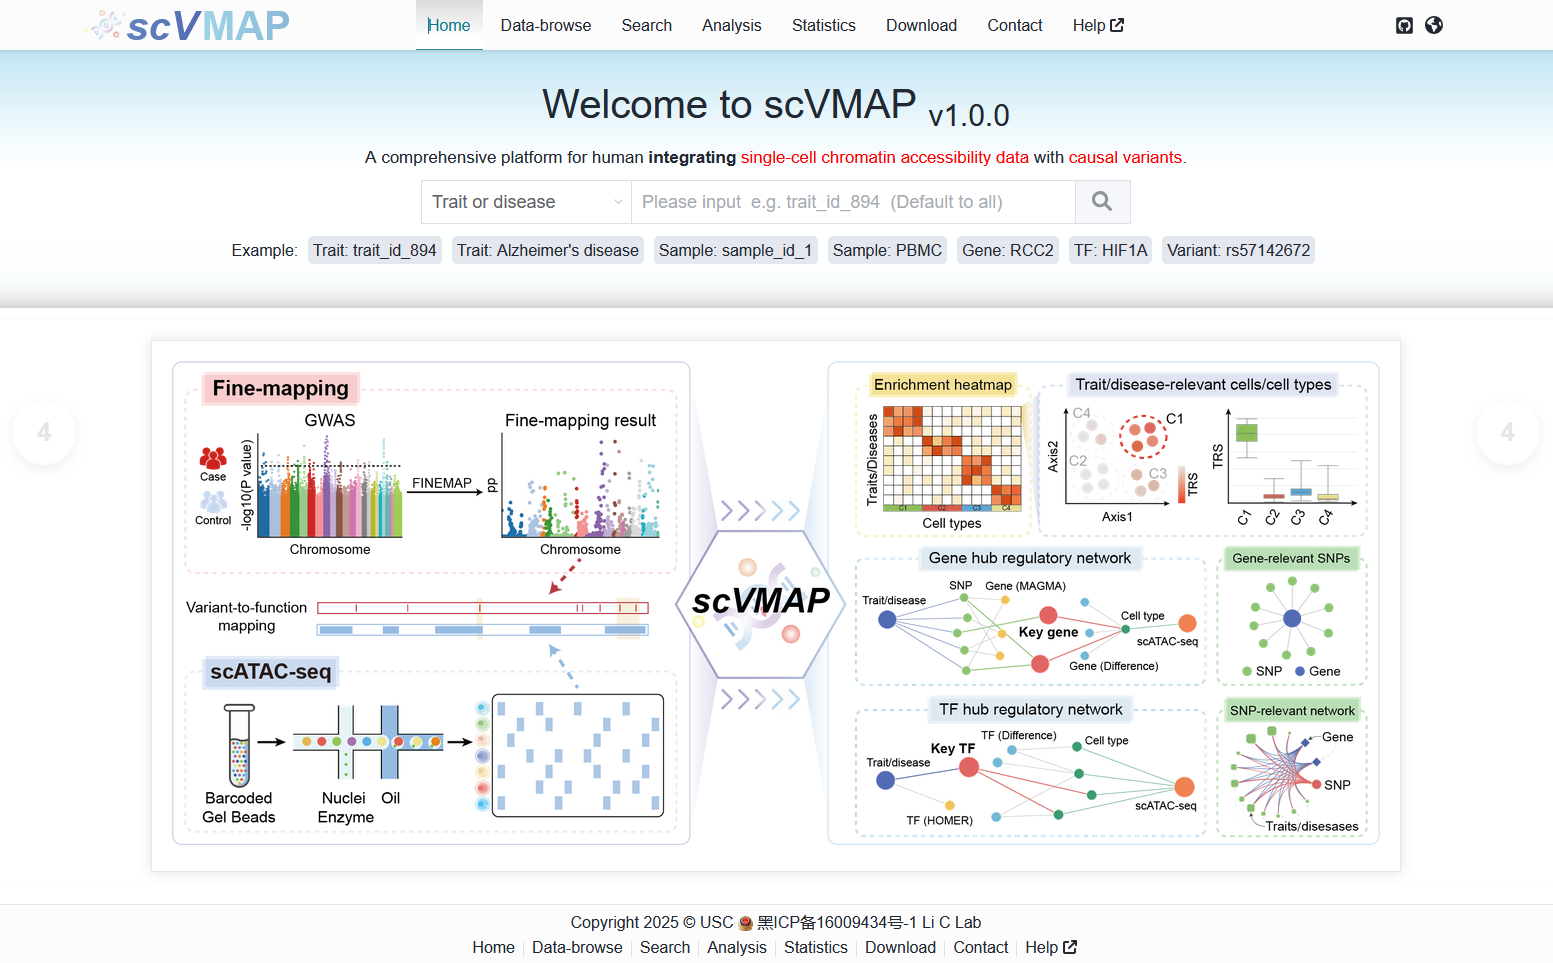 scVMAP
Home Data-browse Search Analysis Statistics Download Contact Help
Welcome to scVMAP v1.0.0
A comprehensive platform for human integrating single-cell chromatin accessibility data with causal variants.
Trait or disease Please input e.g. trait_id_894 (Default to all)
Example: Trait: trait_id_894 Trait: Alzheimer's disease Sample: sample_id_1 Sample: PBMC Gene: RCC2 TF: HIF1A Variant: rs57142672
4
4
Fine-mapping
GWAS
Fine-mapping result
Case
Control
-log10(P value)
FINEMAP
pp
Chromosome
Chromosome
Variant-to-function
mapping
scATAC-seq
Barcoded
Gel Beads
Nuclei
Enzyme
Oil
scVMAP
Enrichment heatmap
Traits/Diseases
C1 C2 C3 C4
Cell types
Trait/disease-relevant cells/cell types
C4
C1
C2
C3
Axis2
Axis1
TRS
TRS
C1 C2 C3 C4
Gene hub regulatory network
SNP
Gene (MAGMA)
Trait/disease
Key gene
Cell type
scATAC-seq
Gene (Difference)
Gene-relevant SNPs
SNP
Gene
TF hub regulatory network
TF (Difference)
Cell type
Key TF
Trait/disease
scATAC-seq
TF (HOMER)
SNP-relevant network
Gene
SNP
Traits/disesases
Copyright 2025 © USC 黑ICP备16009434号-1 Li C Lab
Home Data-browse Search Analysis Statistics Download Contact Help